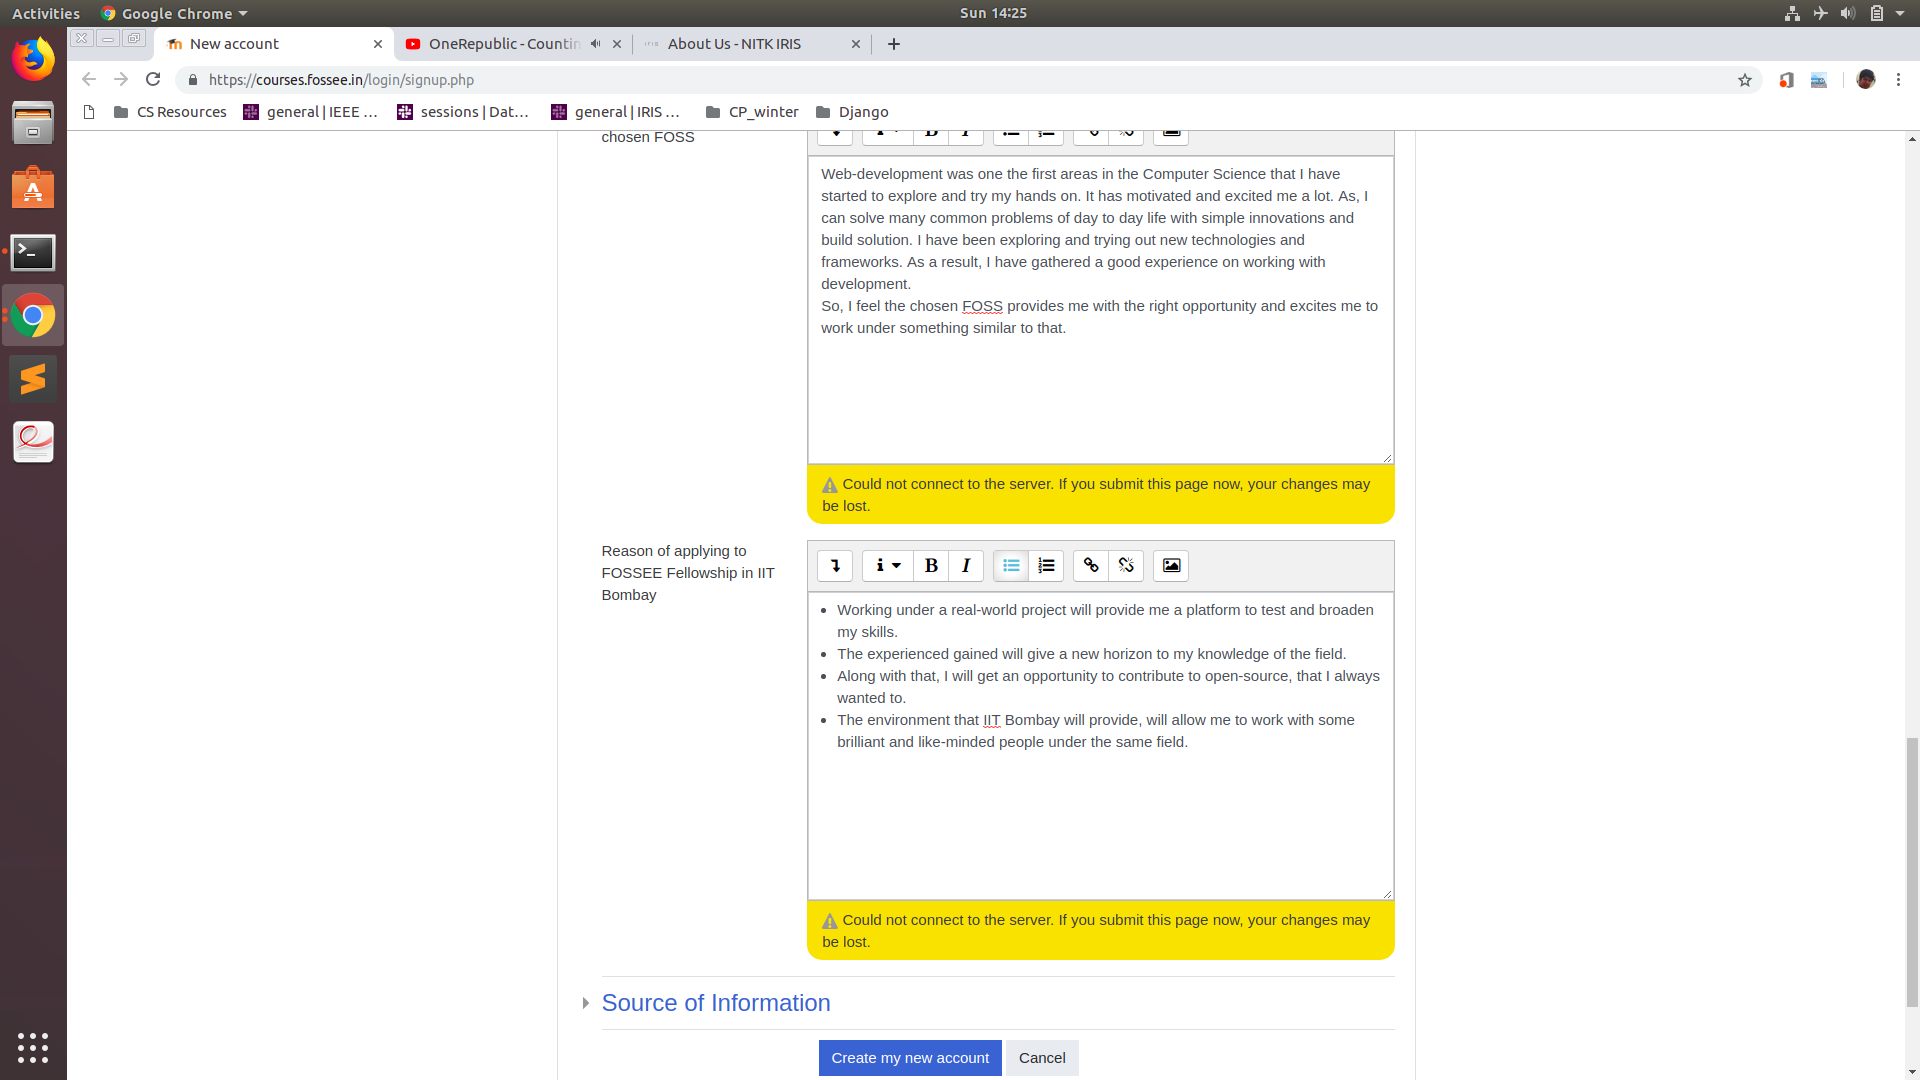 Activities Google Chrome Sun 14:25
New account OneRepublic - Countin About Us - NITK IRIS
https://courses.fossee.in/login/signup.php
CS Resources general | IEEE ... sessions | Dat... general | IRIS ... CP_winter Django
chosen FOSS
Web-development was one the first areas in the Computer Science that I have
started to explore and try my hands on. It has motivated and excited me a lot. As, I
can solve many common problems of day to day life with simple innovations and
build solution. I have been exploring and trying out new technologies and
frameworks. As a result, I have gathered a good experience on working with
development.
So, I feel the chosen FOSS provides me with the right opportunity and excites me to
work under something similar to that.
Could not connect to the server. If you submit this page now, your changes may
be lost.
Reason of applying to
FOSSEE Fellowship in IIT
Bombay
B I
Working under a real-world project will provide me a platform to test and broaden
my skills.
The experienced gained will give a new horizon to my knowledge of the field.
Along with that, I will get an opportunity to contribute to open-source, that I always
wanted to.
The environment that IIT Bombay will provide, will allow me to work with some
brilliant and like-minded people under the same field.
Could not connect to the server. If you submit this page now, your changes may
be lost.
Source of Information
Create my new account Cancel